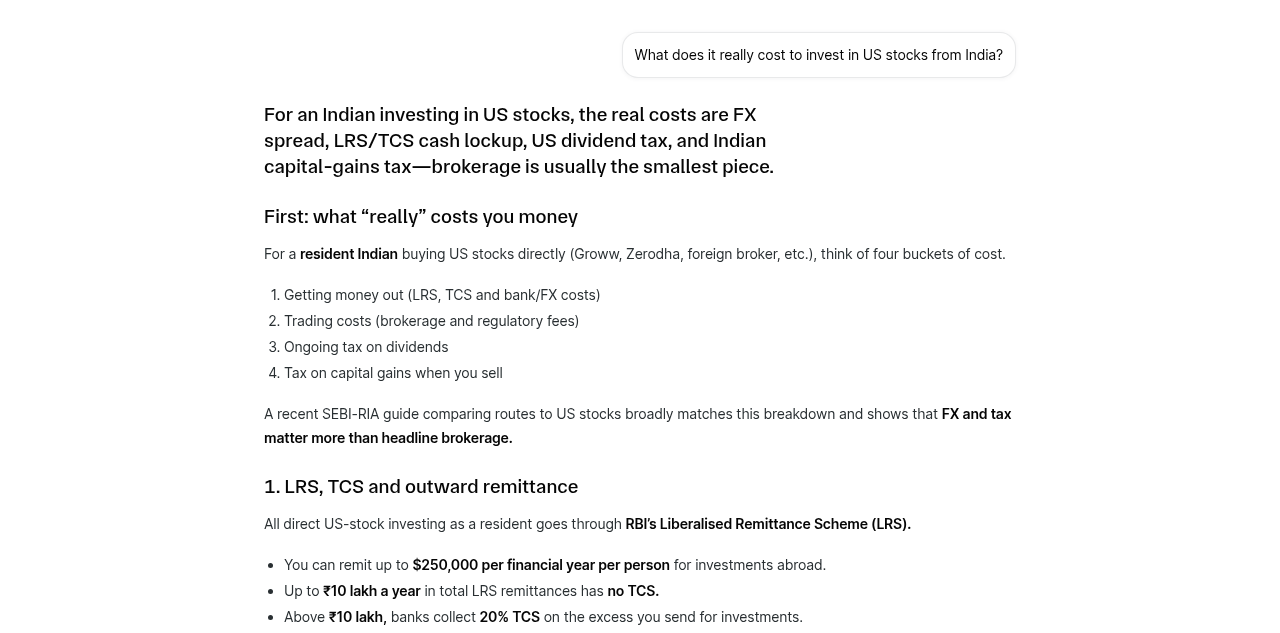 What does it really cost to invest in US stocks from India?
For an Indian investing in US stocks, the real costs are FX
spread, LRS/TCS cash lockup, US dividend tax, and Indian
capital-gains tax—brokerage is usually the smallest piece.
First: what “really” costs you money
For a resident Indian buying US stocks directly (Groww, Zerodha, foreign broker, etc.), think of four buckets of cost.
1. Getting money out (LRS, TCS and bank/FX costs)
2. Trading costs (brokerage and regulatory fees)
3. Ongoing tax on dividends
4. Tax on capital gains when you sell
A recent SEBI-RIA guide comparing routes to US stocks broadly matches this breakdown and shows that FX and tax
matter more than headline brokerage.
1. LRS, TCS and outward remittance
All direct US-stock investing as a resident goes through RBI’s Liberalised Remittance Scheme (LRS).
• You can remit up to $250,000 per financial year per person for investments abroad.
• Up to ₹10 lakh a year in total LRS remittances has no TCS.
• Above ₹10 lakh, banks collect 20% TCS on the excess you send for investments.